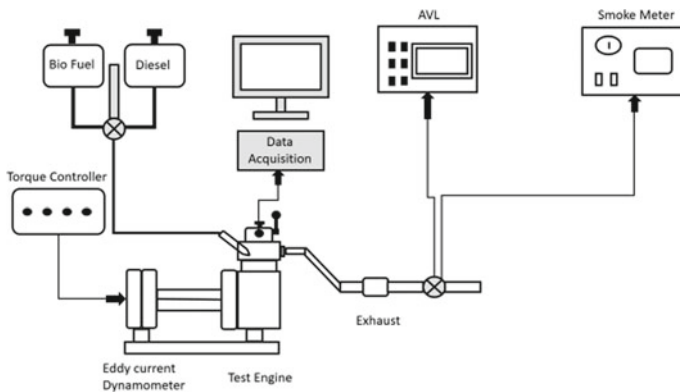 AVL
Smoke Meter
Bio Fuel
Diesel
Data
Acquisition
Torque Controller
Exhaust
Eddy current
Dynamometer
Test Engine